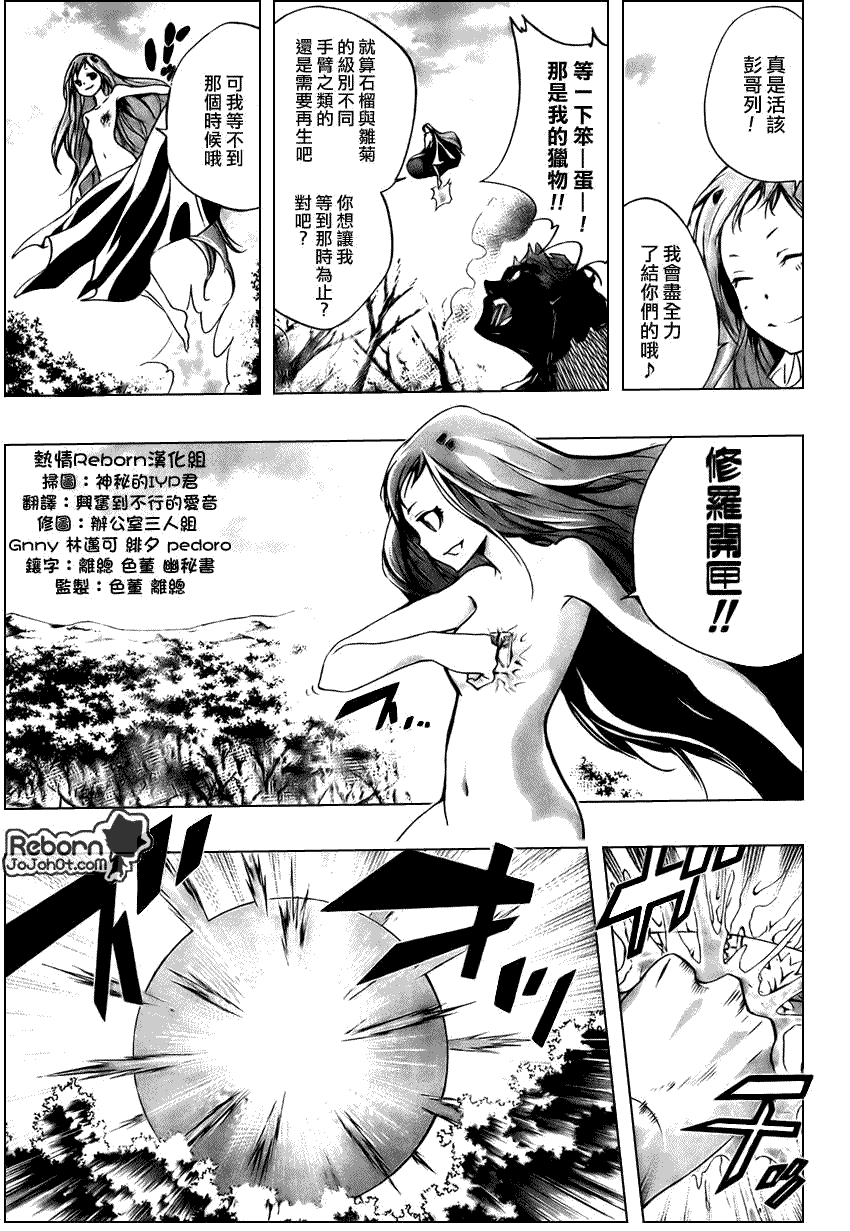 真是活該
彭哥列！
我會盡全力
了結你們的哦♪
等一下笨—蛋—！
那是我的獵物!!
就算石榴與雛菊
的級別不同
手臂之類的
還是需要再生吧
你想讓我
等到那時為止？
對吧？
可我等不到
那個時候哦
修羅開匣!!
熱情Reborn漢化組
掃圖：神秘的IYP君
翻譯：興奮到不行的愛音
修圖：辦公室三人組
Gnny 林邁可 緋夕 pedoro
鑲字：離總 色董 幽秘書
監製：色董 離總
Reborn
JoJoHot.com